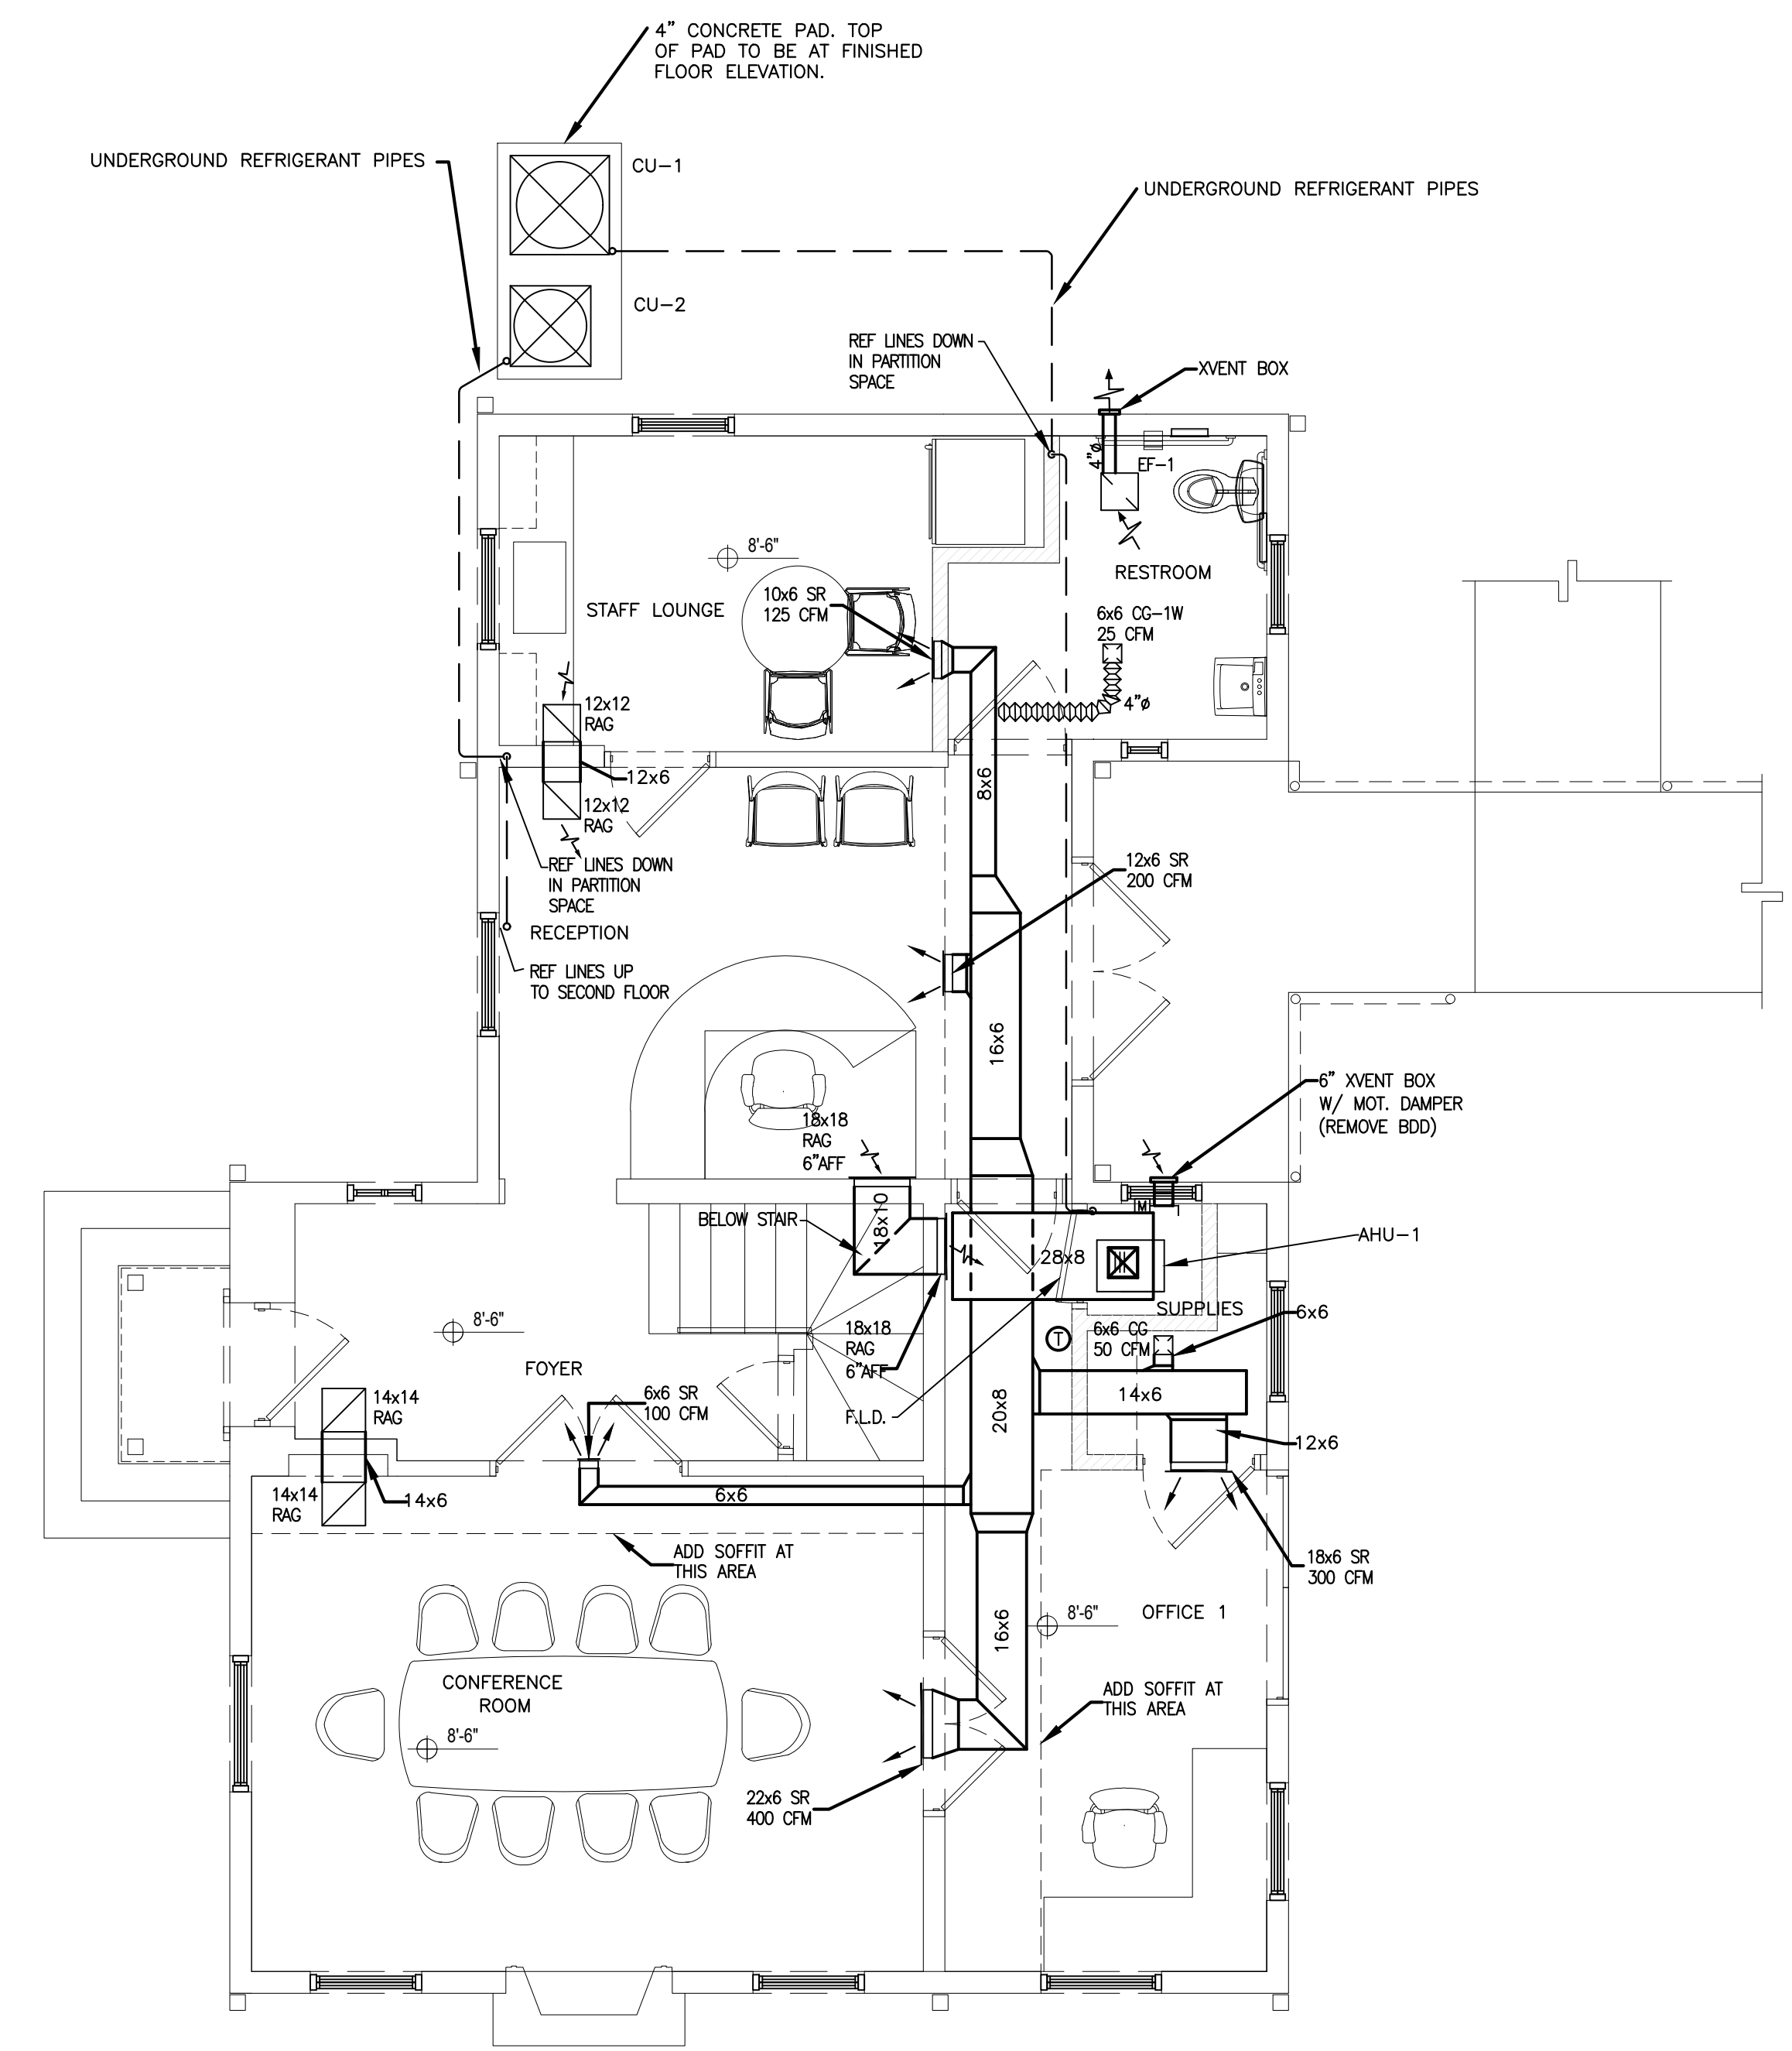 4" CONCRETE PAD. TOP
OF PAD TO BE AT FINISHED
FLOOR ELEVATION.
UNDERGROUND REFRIGERANT PIPES
CU-1
UNDERGROUND REFRIGERANT PIPES
CU-2
REF LINES DOWN
IN PARTITION
SPACE
XVENT BOX
4"ø
EF-1
8'-6"
RESTROOM
STAFF LOUNGE
10x6 SR
125 CFM
6x6 CG-1W
25 CFM
4"ø
12x12
RAG
12x6
8x6
12x12
RAG
REF LINES DOWN
IN PARTITION
SPACE
12x6 SR
200 CFM
RECEPTION
REF LINES UP
TO SECOND FLOOR
16x6
6" XVENT BOX
W/ MOT. DAMPER
(REMOVE BDD)
18x18
RAG
6"AFF
M
BELOW STAIR
18x10
28x8
AHU-1
SUPPLIES
6x6
8'-6"
18x18
RAG
6"AFF
T
6x6 CG
50 CFM
FOYER
14x14
RAG
6x6 SR
100 CFM
F.L.D.
20x8
14x6
12x6
14x14
RAG
14x6
6x6
ADD SOFFIT AT
THIS AREA
18x6 SR
300 CFM
16x6
8'-6"
OFFICE 1
CONFERENCE
ROOM
8'-6"
ADD SOFFIT AT
THIS AREA
22x6 SR
400 CFM